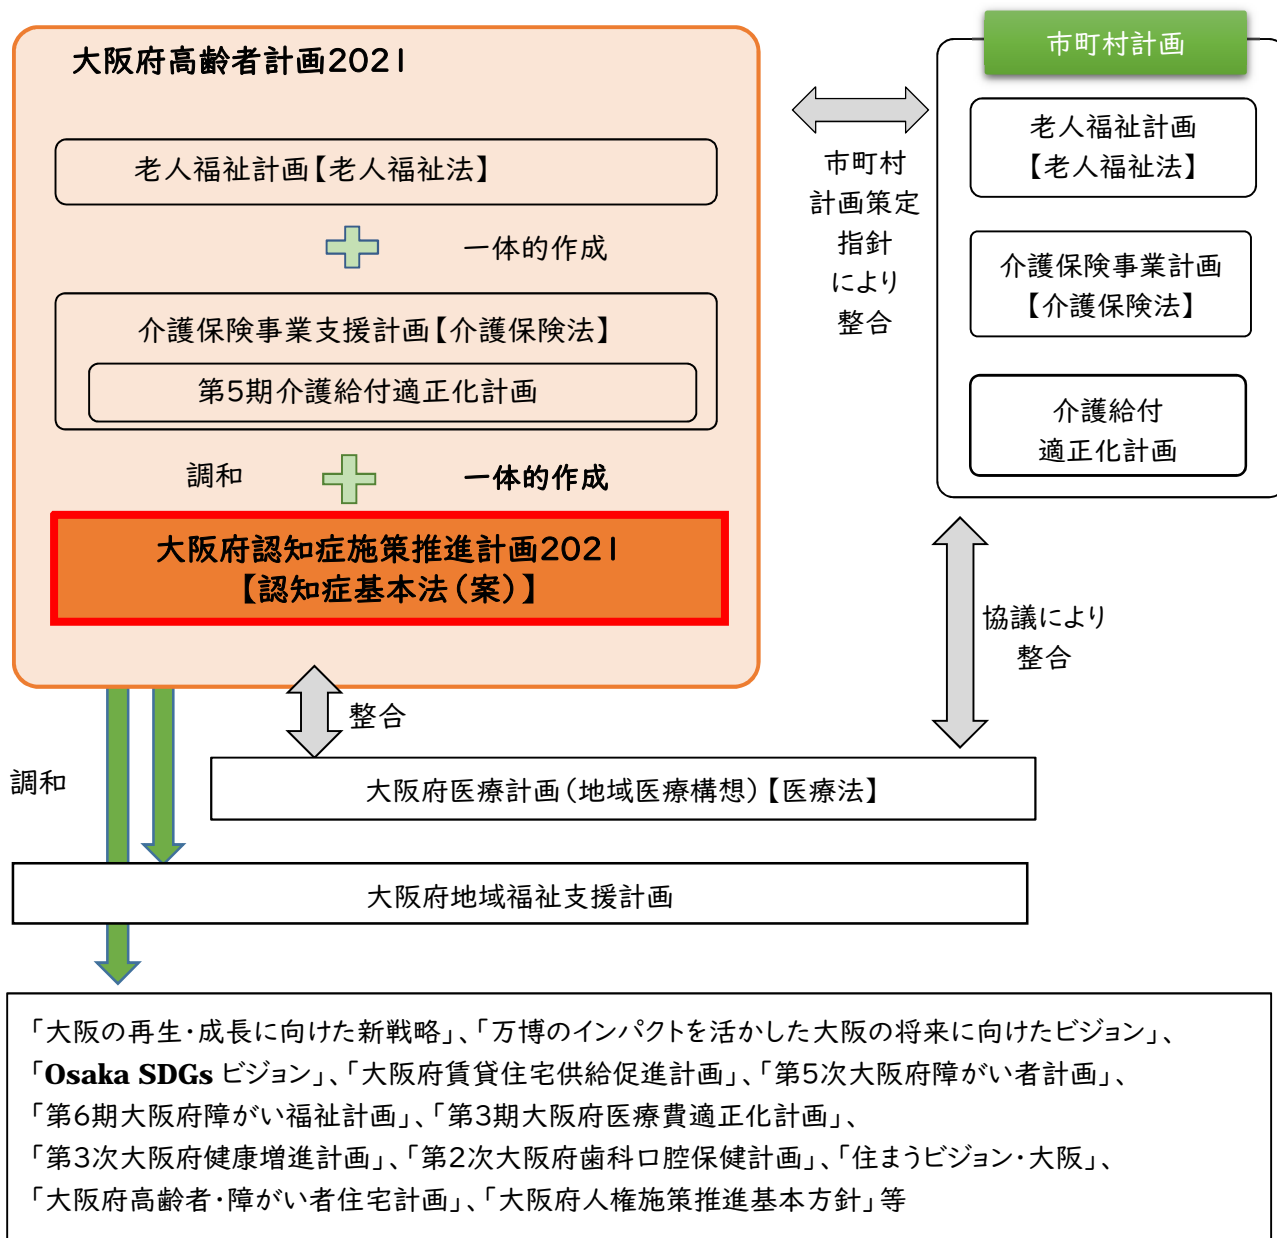 大阪府高齢者計画2021
老人福祉計画【老人福祉法】
一体的作成
介護保険事業支援計画【介護保険法】
第5期介護給付適正化計画
調和
一体的作成
大阪府認知症施策推進計画2021
【認知症基本法(案)】
市町村
計画策定
指針
により
整合
市町村計画
老人福祉計画
【老人福祉法】
介護保険事業計画
【介護保険法】
介護給付
適正化計画
協議により
整合
整合
調和
大阪府医療計画(地域医療構想)【医療法】
大阪府地域福祉支援計画
「大阪の再生・成長に向けた新戦略」、「万博のインパクトを活かした大阪の将来に向けたビジョン」、
「Osaka SDGs ビジョン」、「大阪府賃貸住宅供給促進計画」、「第5次大阪府障がい者計画」、
「第6期大阪府障がい福祉計画」、「第3期大阪府医療費適正化計画」、
「第3次大阪府健康増進計画」、「第2次大阪府歯科口腔保健計画」、「住まうビジョン・大阪」、
「大阪府高齢者・障がい者住宅計画」、「大阪府人権施策推進基本方針」等